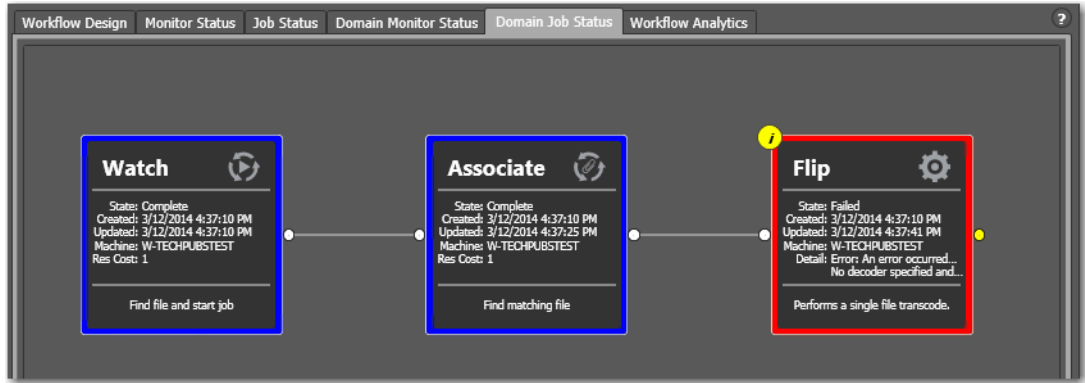 Workflow Design Monitor Status Job Status Domain Monitor Status Domain Job Status Workflow Analytics ?
Watch
State: Complete
Created: 3/12/2014 4:37:10 PM
Updated: 3/12/2014 4:37:10 PM
Machine: W-TECHPUBSTEST
Res Cost: 1
Find file and start job
Associate
State: Complete
Created: 3/12/2014 4:37:10 PM
Updated: 3/12/2014 4:37:25 PM
Machine: W-TECHPUBSTEST
Res Cost: 1
Find matching file
i
Flip
State: Failed
Created: 3/12/2014 4:37:10 PM
Updated: 3/12/2014 4:37:41 PM
Machine: W-TECHPUBSTEST
Detail: Error: An error occurred...
No decoder specified and...
Performs a single file transcode.